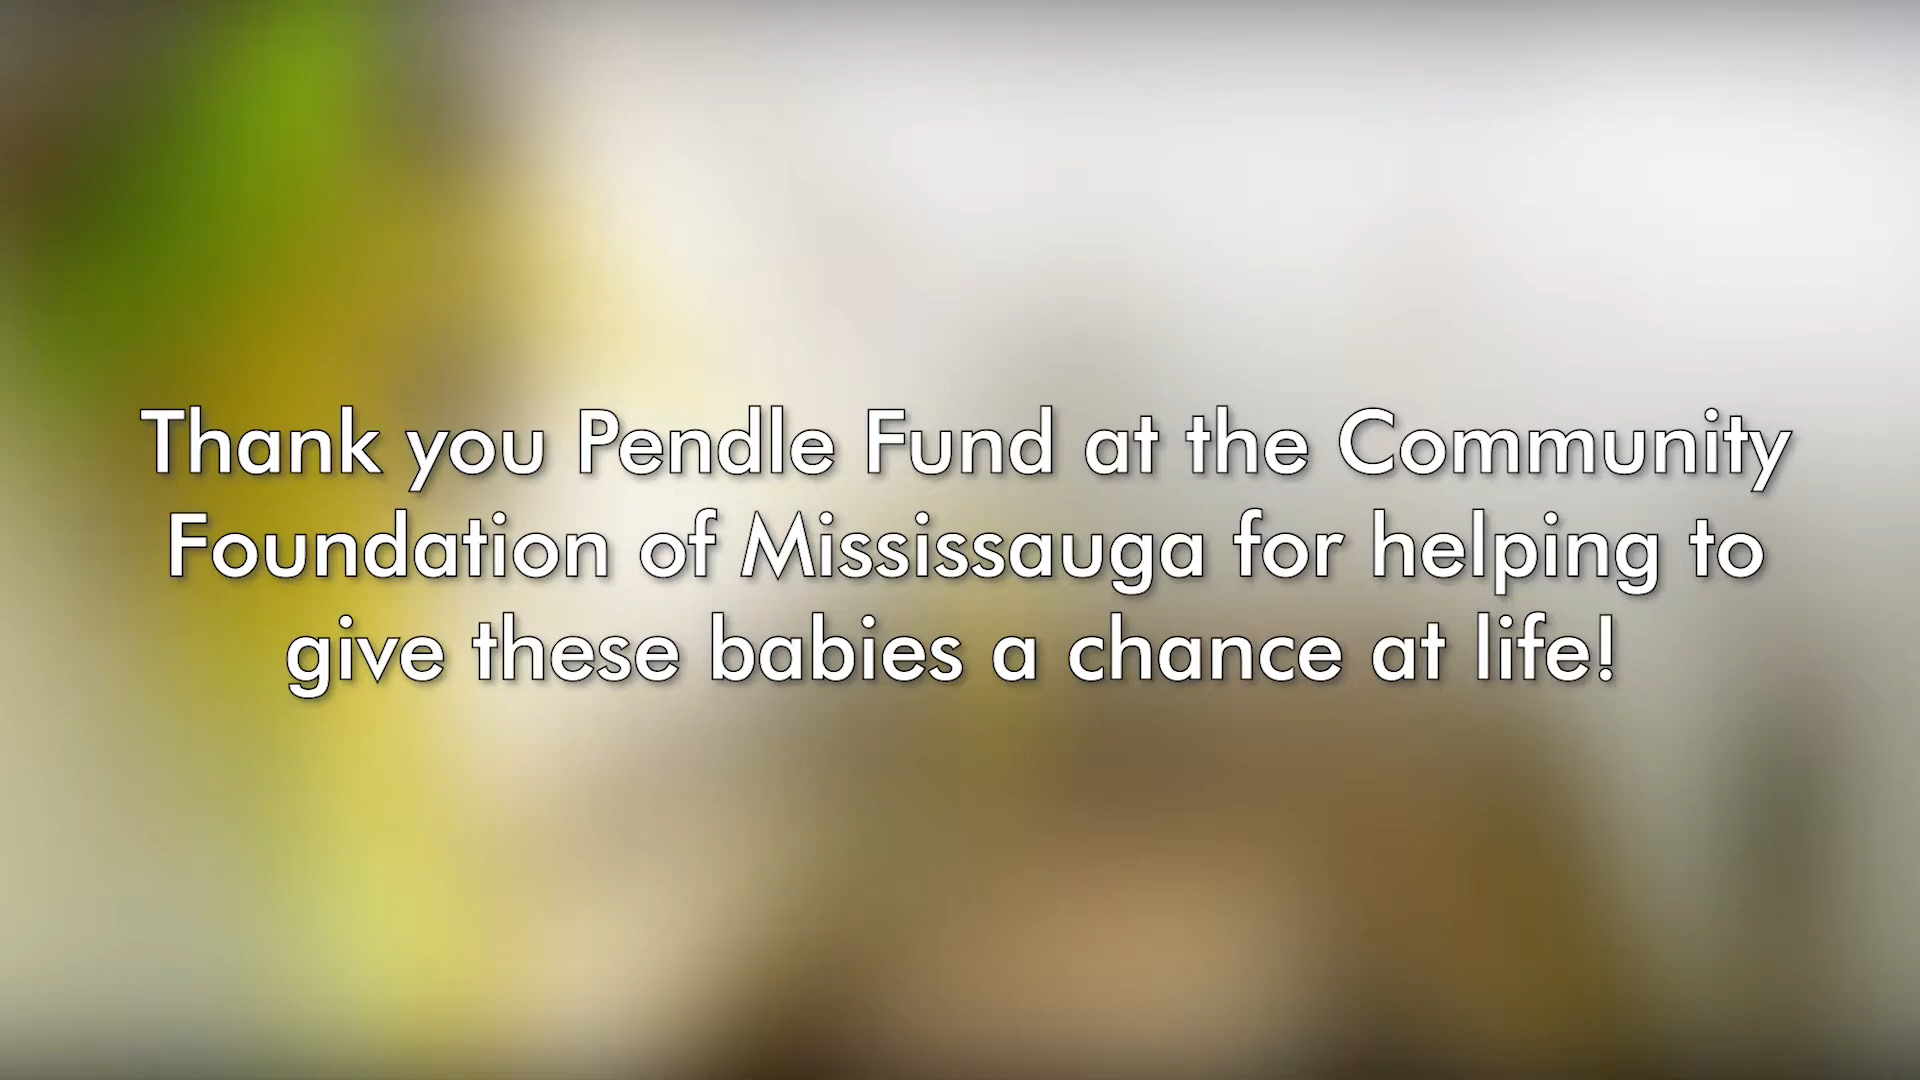 Thank you Pendle Fund at the Community
Foundation of Mississauga for helping to
give these babies a chance at life!